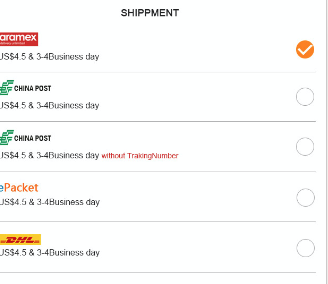 SHIPPMENT
aramex
US$4.5 & 3-4Business day
CHINA POST
US$4.5 & 3-4Business day
CHINA POST
US$4.5 & 3-4Business day without TrakingNumber
ePacket
US$4.5 & 3-4Business day
DHL
US$4.5 & 3-4Business day